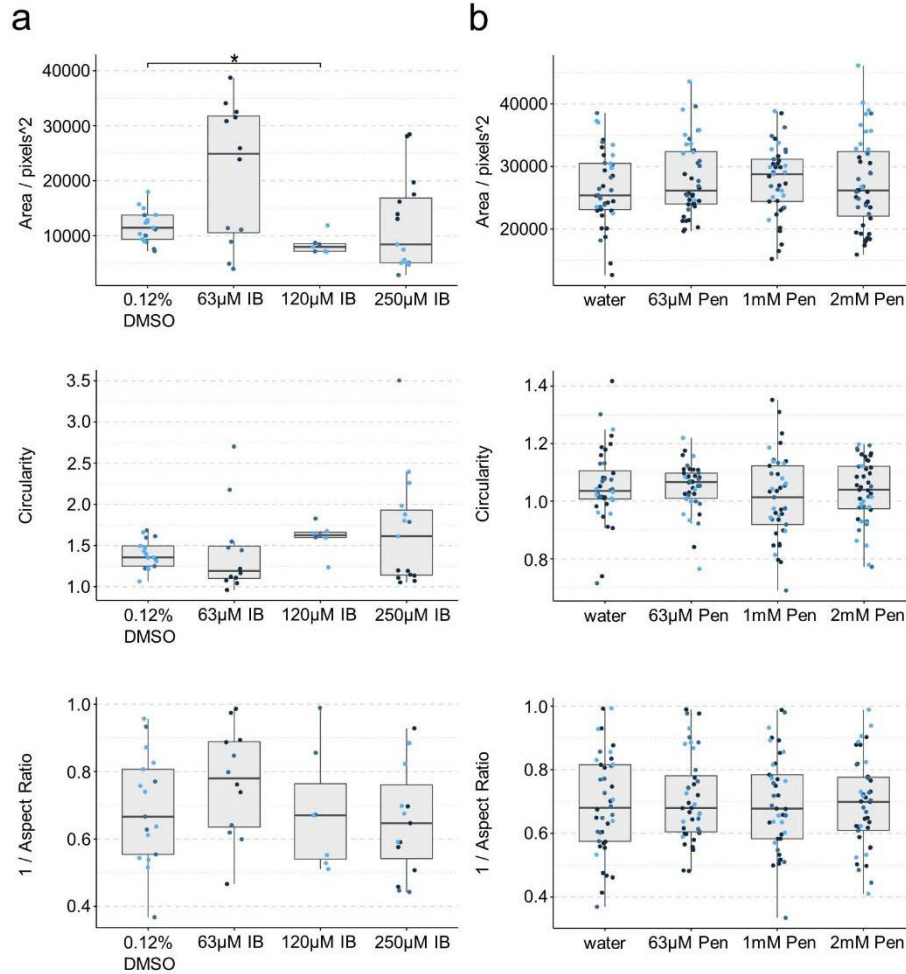 a
b
*
Area / pixels^2
40000
30000
20000
10000
0.12% DMSO
63µM IB
120µM IB
250µM IB
Area / pixels^2
40000
30000
20000
water
63µM Pen
1mM Pen
2mM Pen
Circularity
3.5
3.0
2.5
2.0
1.5
1.0
0.12% DMSO
63µM IB
120µM IB
250µM IB
Circularity
1.4
1.2
1.0
0.8
water
63µM Pen
1mM Pen
2mM Pen
1 / Aspect Ratio
1.0
0.8
0.6
0.4
0.12% DMSO
63µM IB
120µM IB
250µM IB
1 / Aspect Ratio
1.0
0.8
0.6
0.4
water
63µM Pen
1mM Pen
2mM Pen